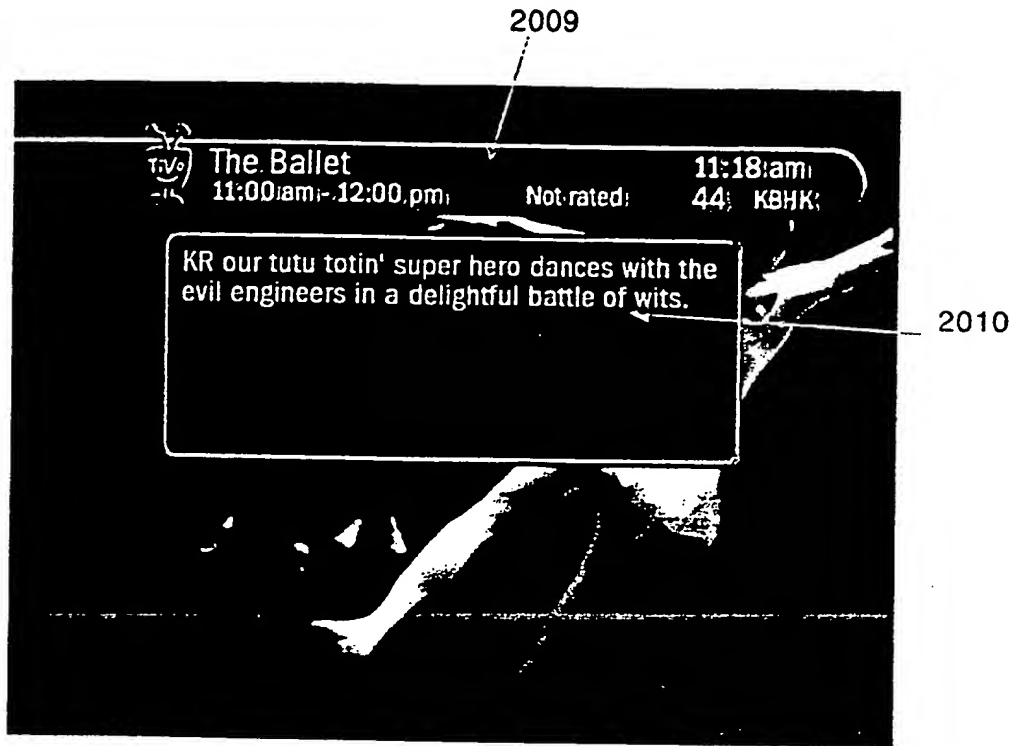 2009
TiVo The Ballet 11:18 am
11:00 am - 12:00 pm Not rated 44 KBHK
KR our tutu totin' super hero dances with the
evil engineers in a delightful battle of wits.
2010